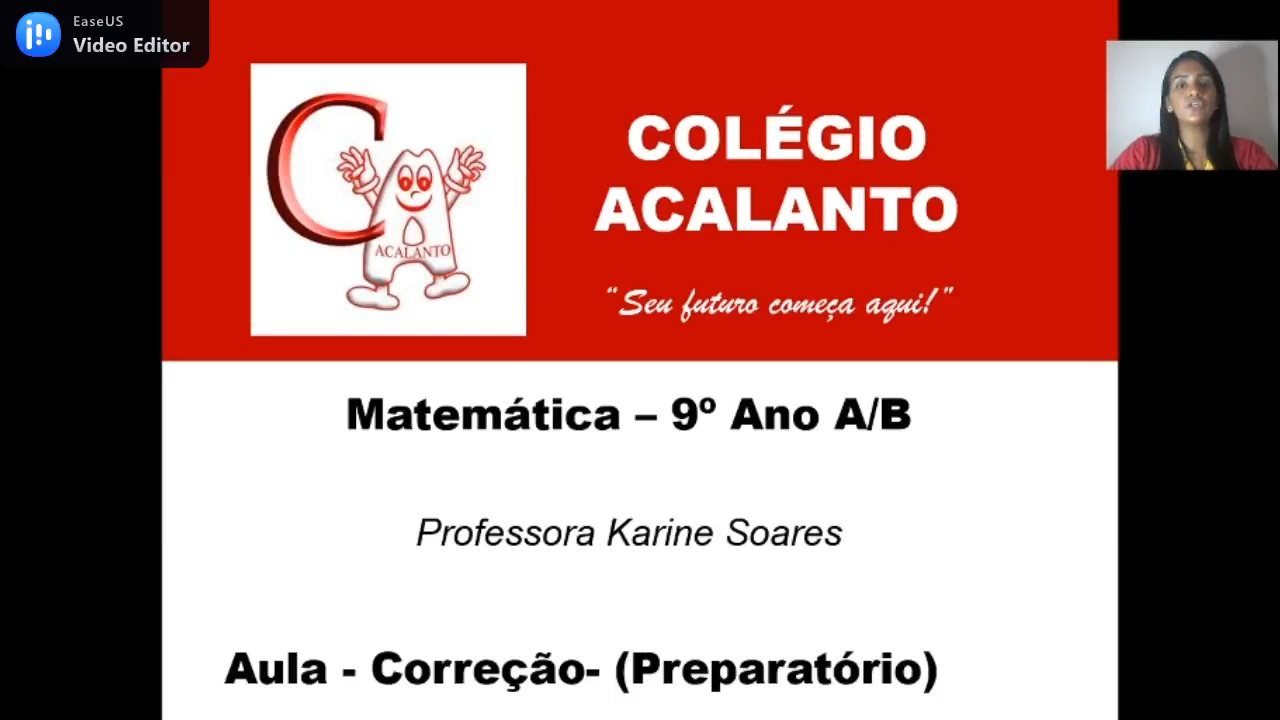 EaseUS
Video Editor
COLÉGIO
ACALANTO
“Seu futuro começa aqui!”
C
ACALANTO
Matemática – 9º Ano A/B
Professora Karine Soares
Aula - Correção- (Preparatório)